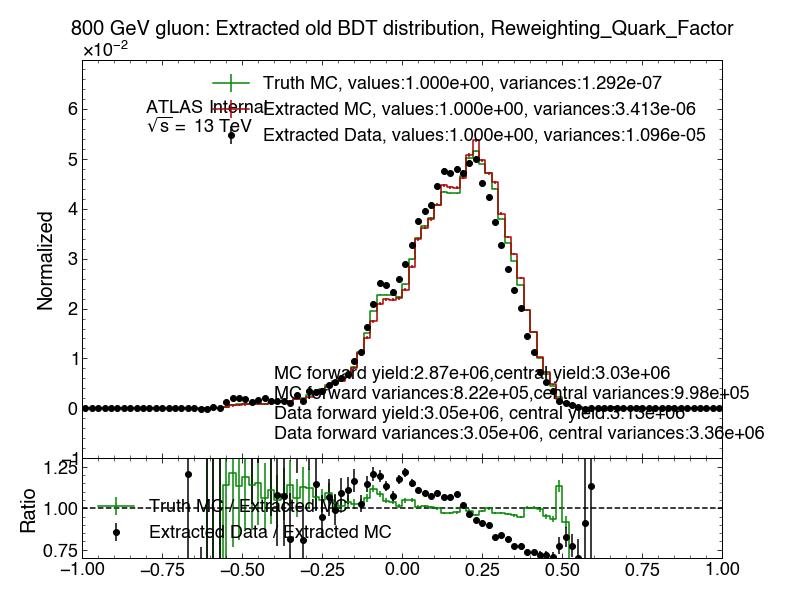 800 GeV gluon: Extracted old BDT distribution, Reweighting_Quark_Factor
×10⁻²
Truth MC, values:1.000e+00, variances:1.292e-07
ATLAS Internal
Extracted MC, values:1.000e+00, variances:3.413e-06
√s = 13 TeV
Extracted Data, values:1.000e+00, variances:1.096e-05
6
5
4
3
2
1
0
−1
Normalized
MC forward yield:2.87e+06,central yield:3.03e+06
MC forward variances:8.22e+05,central variances:9.98e+05
Data forward yield:3.05e+06, central yield:3.13e+06
Data forward variances:3.05e+06, central variances:3.36e+06
1.25
1.00
0.75
Ratio
Truth MC / Extracted MC
Extracted Data / Extracted MC
−1.00 −0.75 −0.50 −0.25 0.00 0.25 0.50 0.75 1.00